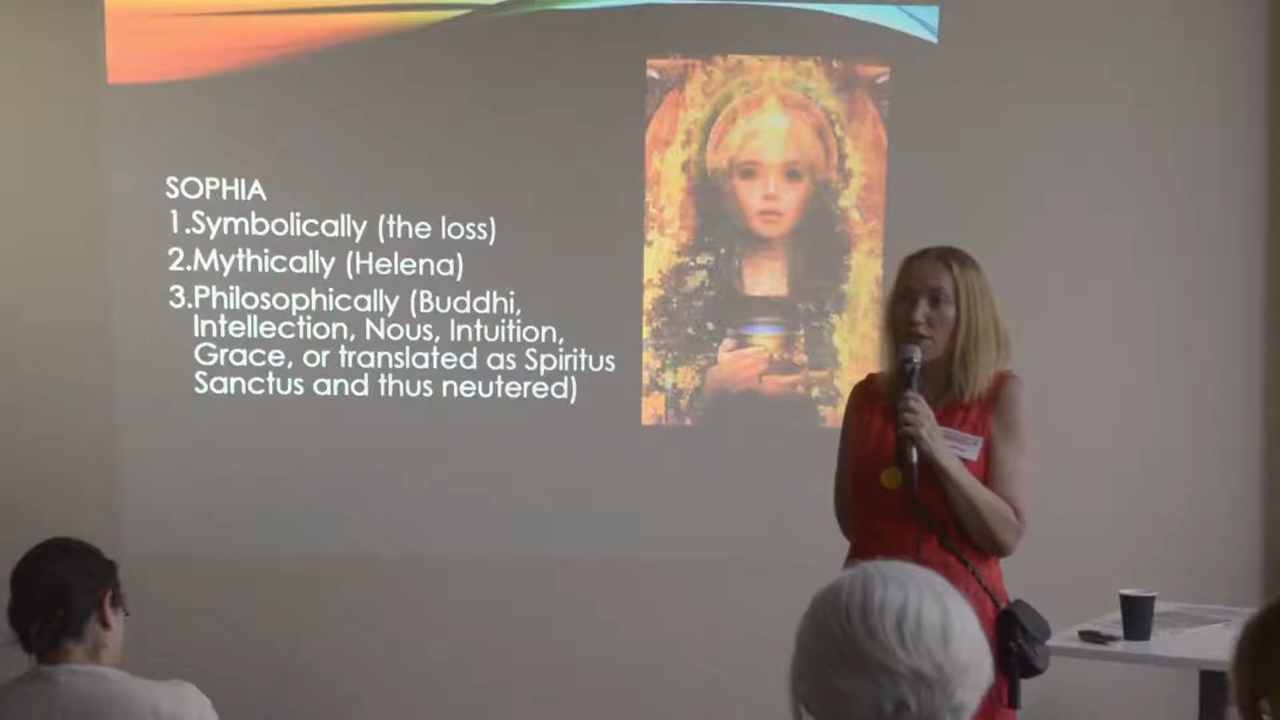 SOPHIA
1.Symbolically (the loss)
2.Mythically (Helena)
3.Philosophically (Buddhi,
Intellection, Nous, Intuition,
Grace, or translated as Spiritus
Sanctus and thus neutered)